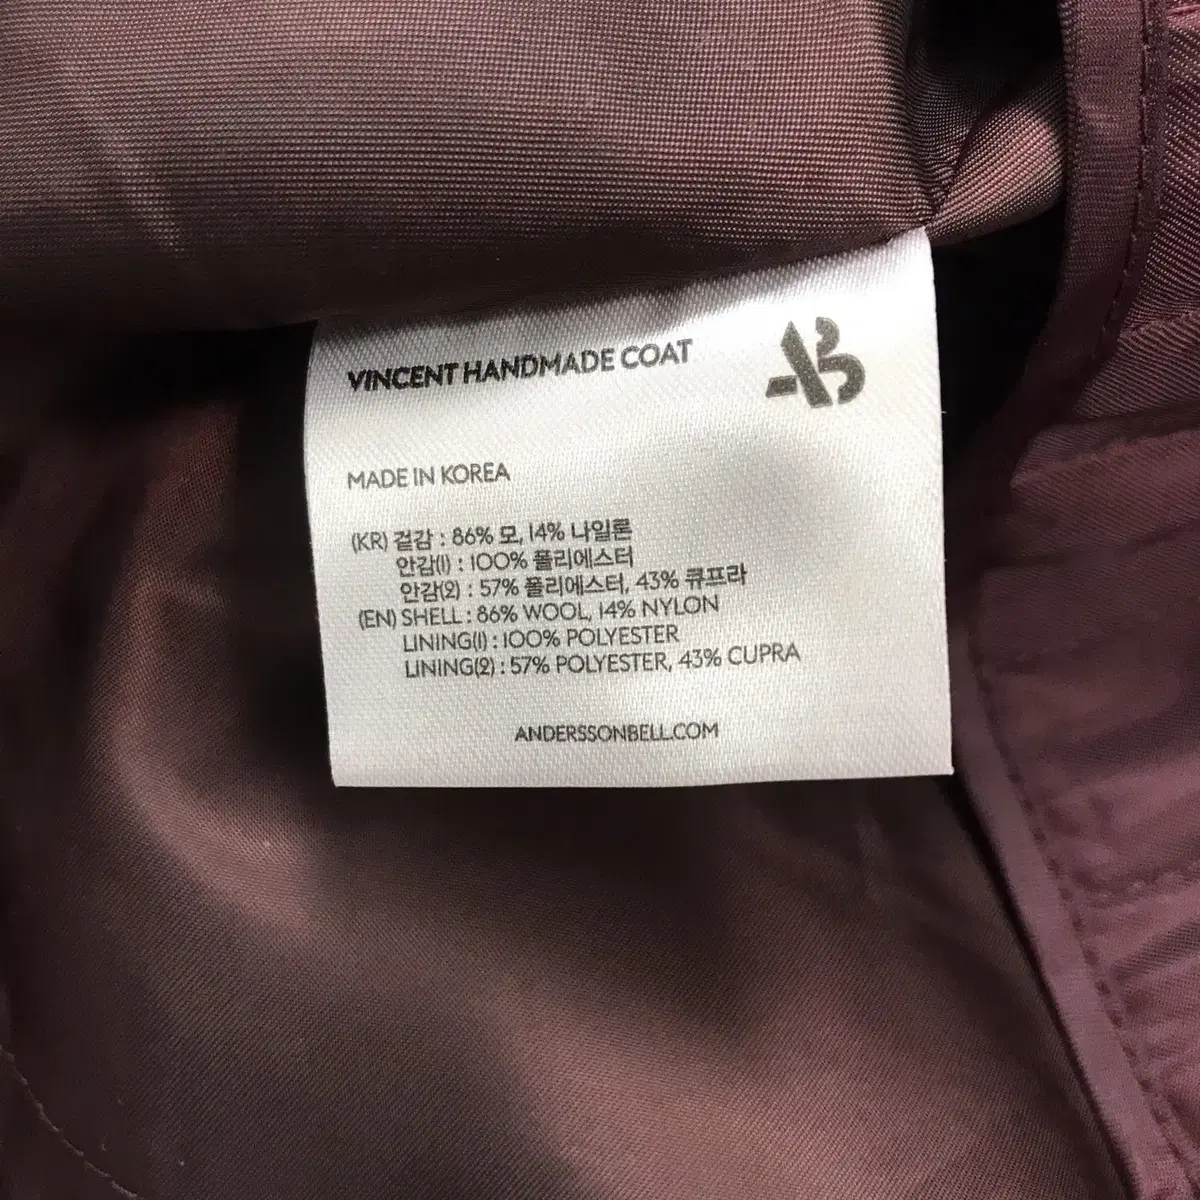 VINCENT HANDMADE COAT
AB
MADE IN KOREA
(KR) 겉감 : 86% 모, 14% 나일론
안감(1) : 100% 폴리에스터
안감(2) : 57% 폴리에스터, 43% 큐프라
(EN) SHELL : 86% WOOL, 14% NYLON
LINING(1) : 100% POLYESTER
LINING(2) : 57% POLYESTER, 43% CUPRA
ANDERSSONBELL.COM